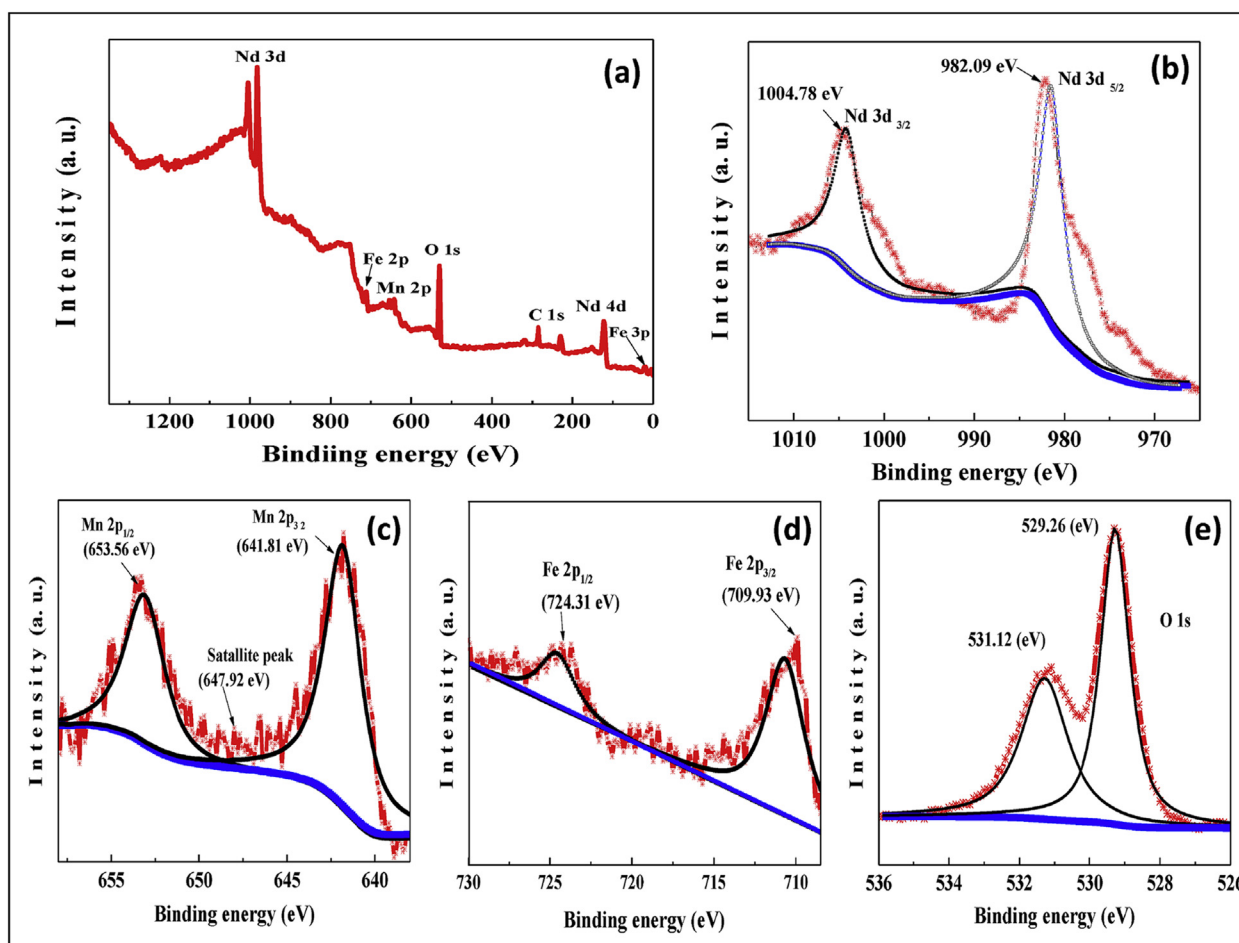 (a)
Nd 3d
Fe 2p
Mn 2p
O 1s
C 1s
Nd 4d
Fe 3p
Intensity (a. u.)
1200 1000 800 600 400 200 0
Bindiing energy (eV)
(b)
982.09 eV
Nd 3d 5/2
1004.78 eV
Nd 3d 3/2
Intensity (a. u.)
1010 1000 990 980 970
Binding energy (eV)
(c)
Mn 2p1/2
(653.56 eV)
Mn 2p3 2
(641.81 eV)
Satallite peak
(647.92 eV)
Intensity (a. u.)
655 650 645 640
Binding energy (eV)
(d)
Fe 2p1/2
(724.31 eV)
Fe 2p3/2
(709.93 eV)
Intensity (a. u.)
730 725 720 715 710
Binding energy (eV)
(e)
529.26 (eV)
531.12 (eV)
O 1s
Intensity (a. u.)
536 534 532 530 528 526
Binding energy (eV)